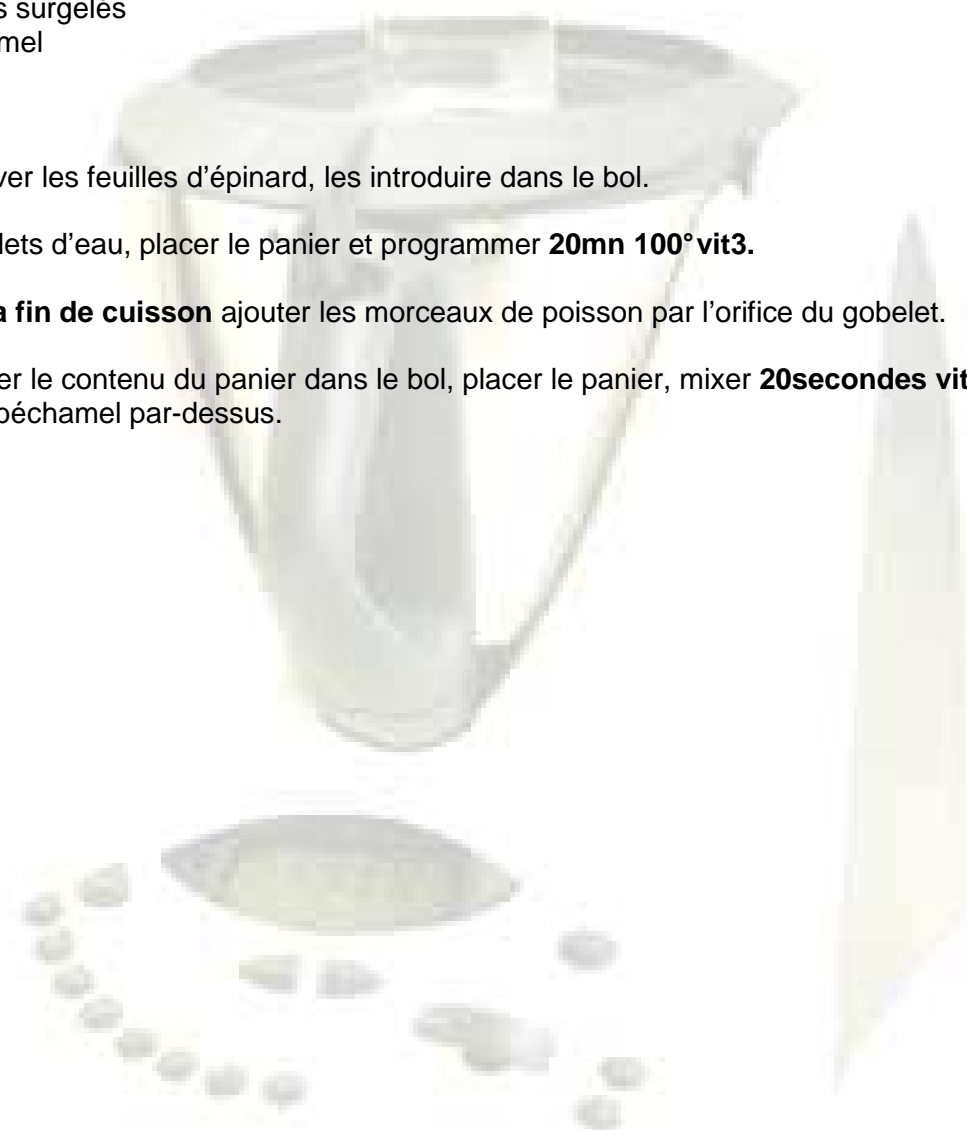 s surgelés
mel
ver les feuilles d’épinard, les introduire dans le bol.
lets d’eau, placer le panier et programmer 20mn 100° vit3.
a fin de cuisson ajouter les morceaux de poisson par l’orifice du gobelet.
er le contenu du panier dans le bol, placer le panier, mixer 20secondes vit
béchamel par-dessus.